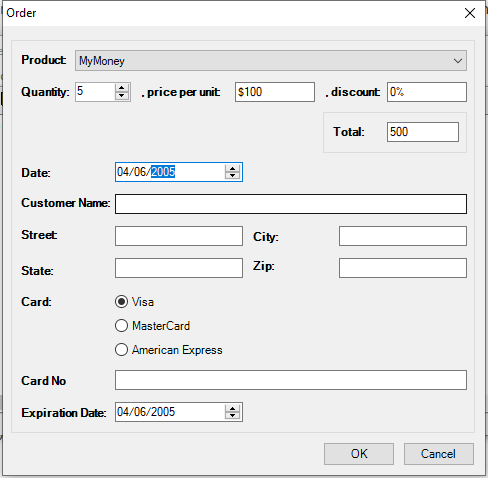 Order
Product: MyMoney
Quantity: 5 , price per unit: $100 , discount: 0%
Total: 500
Date: 04/06/2005
Customer Name:
Street: City:
State: Zip:
Card: Visa
MasterCard
American Express
Card No
Expiration Date: 04/06/2005
OK Cancel